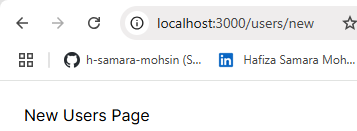 localhost:3000/users/new
h-samara-mohsin (S... Hafiza Samara Moh...
New Users Page